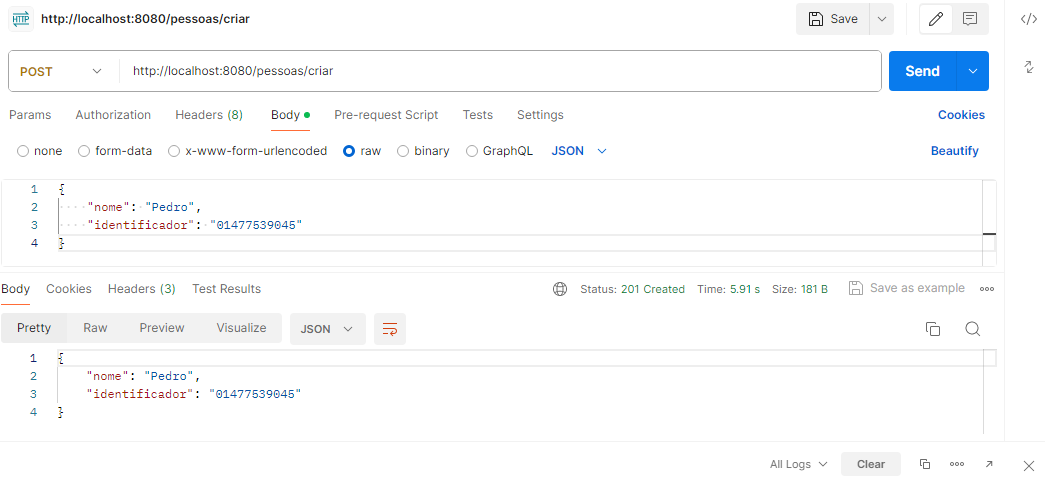 HTTP http://localhost:8080/pessoas/criar Save
POST http://localhost:8080/pessoas/criar Send
Params Authorization Headers (8) Body Pre-request Script Tests Settings Cookies
none form-data x-www-form-urlencoded raw binary GraphQL JSON Beautify
1 {
2 "nome": "Pedro",
3 "identificador": "01477539045"
4 }
Body Cookies Headers (3) Test Results Status: 201 Created Time: 5.91 s Size: 181 B Save as example
Pretty Raw Preview Visualize JSON
1 {
2 "nome": "Pedro",
3 "identificador": "01477539045"
4 }
All Logs Clear